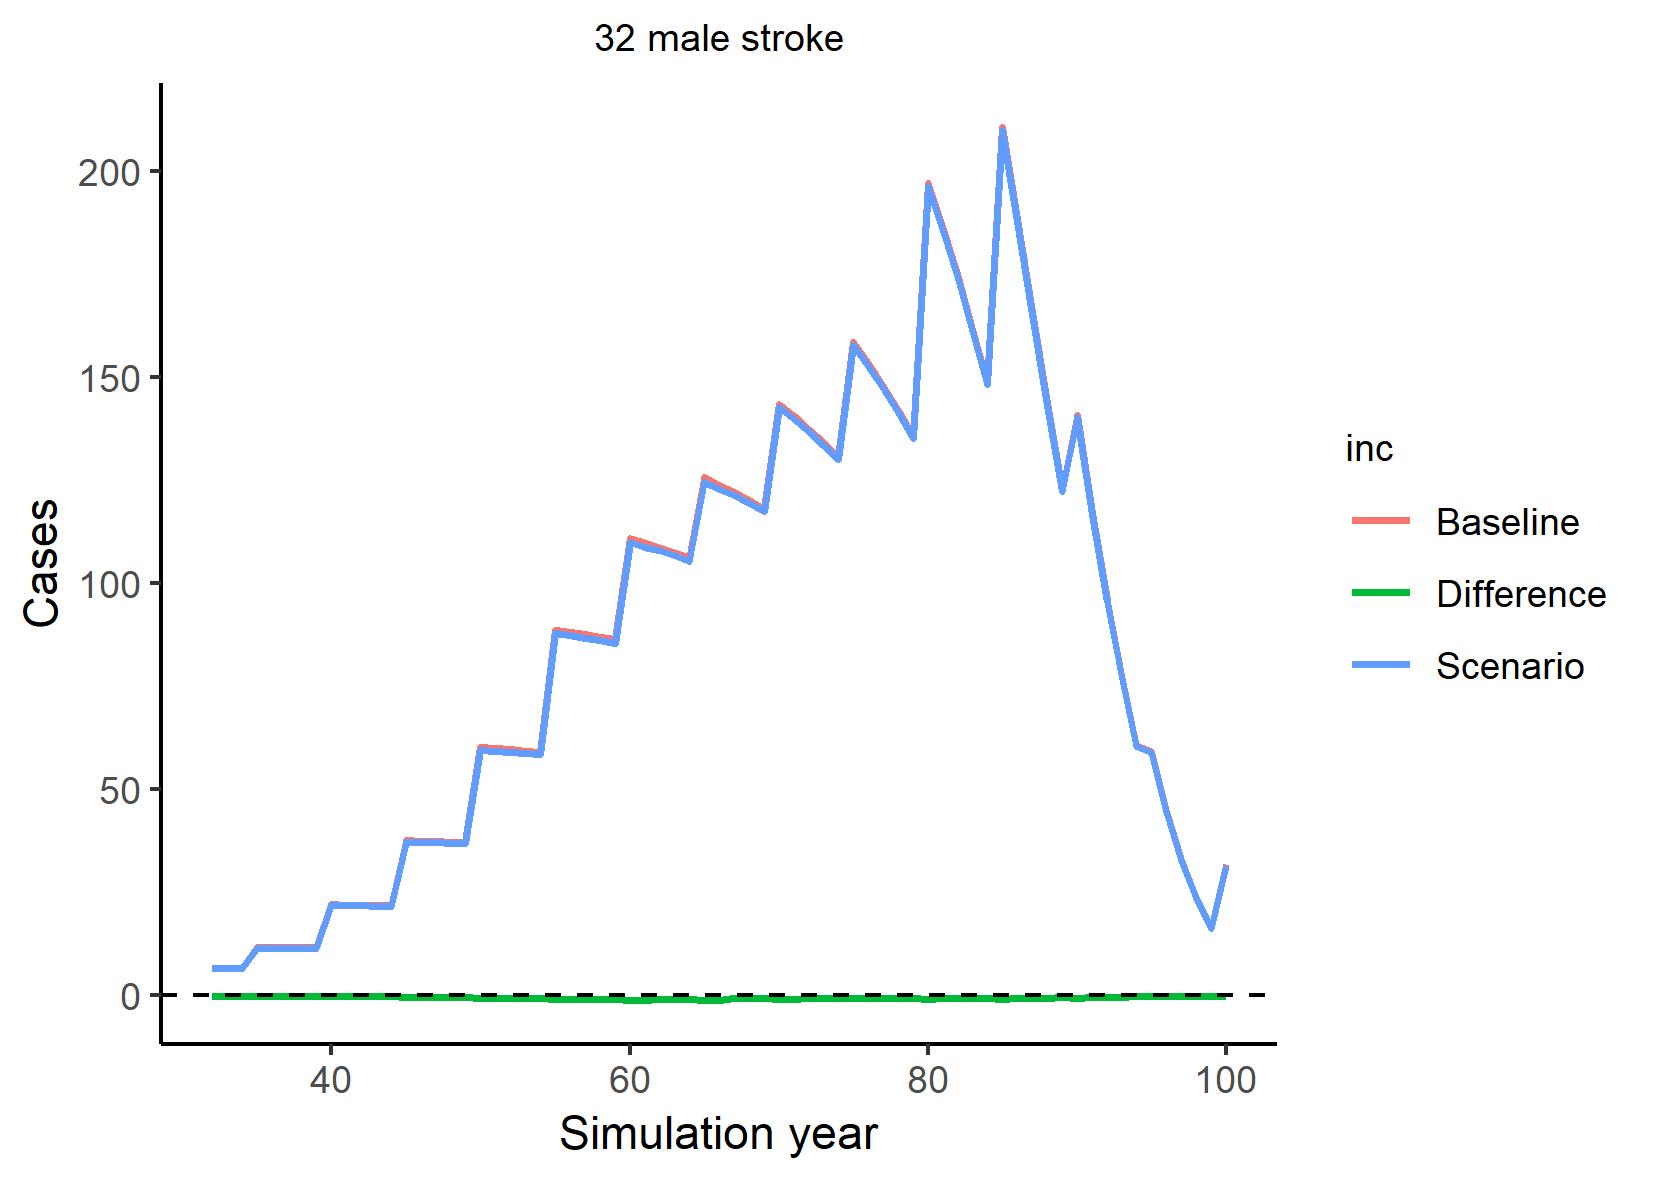 32 male stroke
200
150
100
50
0
Cases
40 60 80 100
Simulation year
inc
Baseline
Difference
Scenario